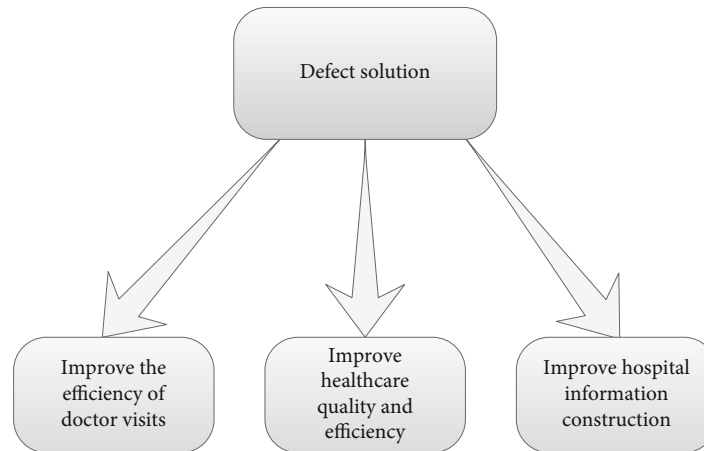 Defect solution
Improve the
efficiency of
doctor visits
Improve
healthcare
quality and
efficiency
Improve hospital
information
construction